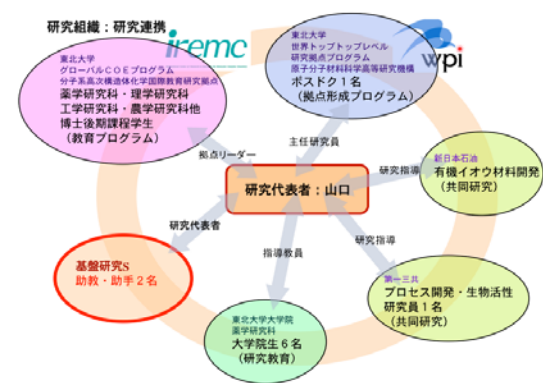 研究組織：研究連携
iremc
東北大学
グローバルCOEプログラム
分子系高次構造体化学国際教育研究拠点
薬学研究科・理学研究科
工学研究科・農学研究科他
博士後期課程学生
（教育プログラム）
東北大学
世界トップトップレベル
研究拠点プログラム
原子分子材料科学高等研究機構
ポスドク１名
（拠点形成プログラム）
wpi
拠点リーダー
主任研究員
新日本石油
有機イオウ材料開発
（共同研究）
研究指導
研究代表者：山口
研究代表者
指導教員
研究指導
基盤研究S
助教・助手２名
第一三共
プロセス開発・生物活性
研究員１名
（共同研究）
東北大学大学院
薬学研究科
大学院生６名
（研究教育）